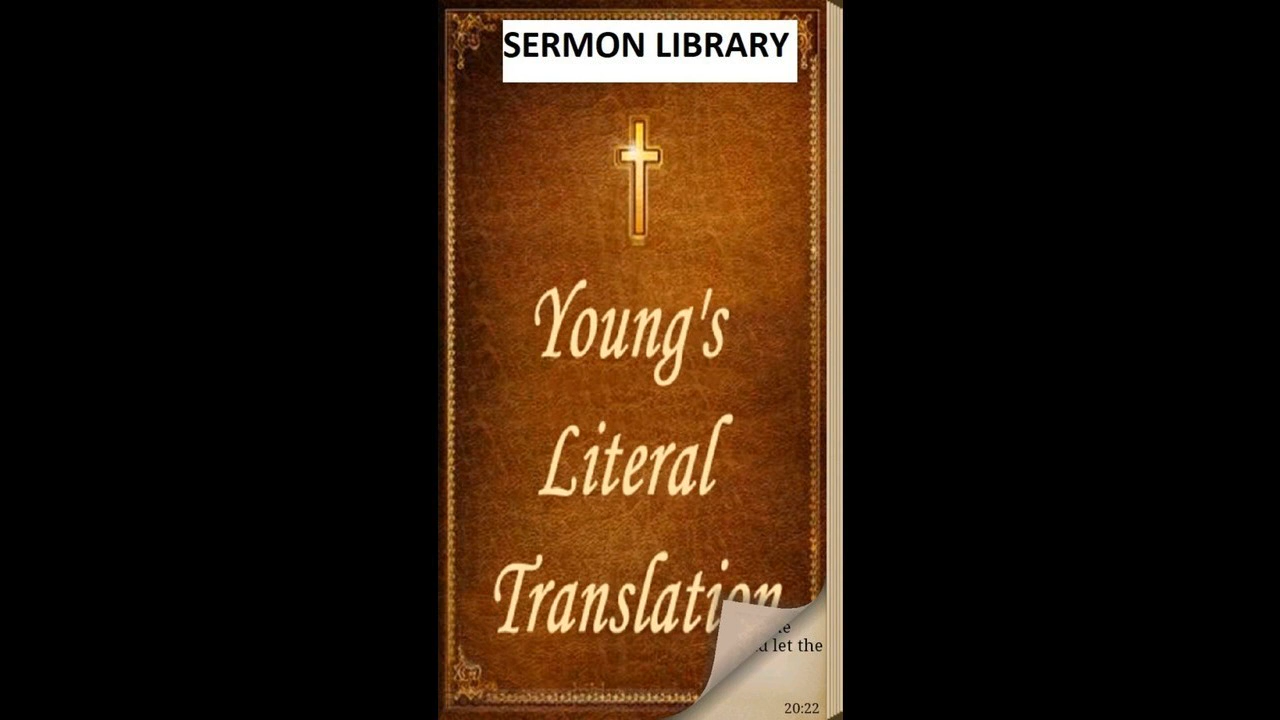 SERMON LIBRARY
Young's
Literal
Translation
let the
20:22